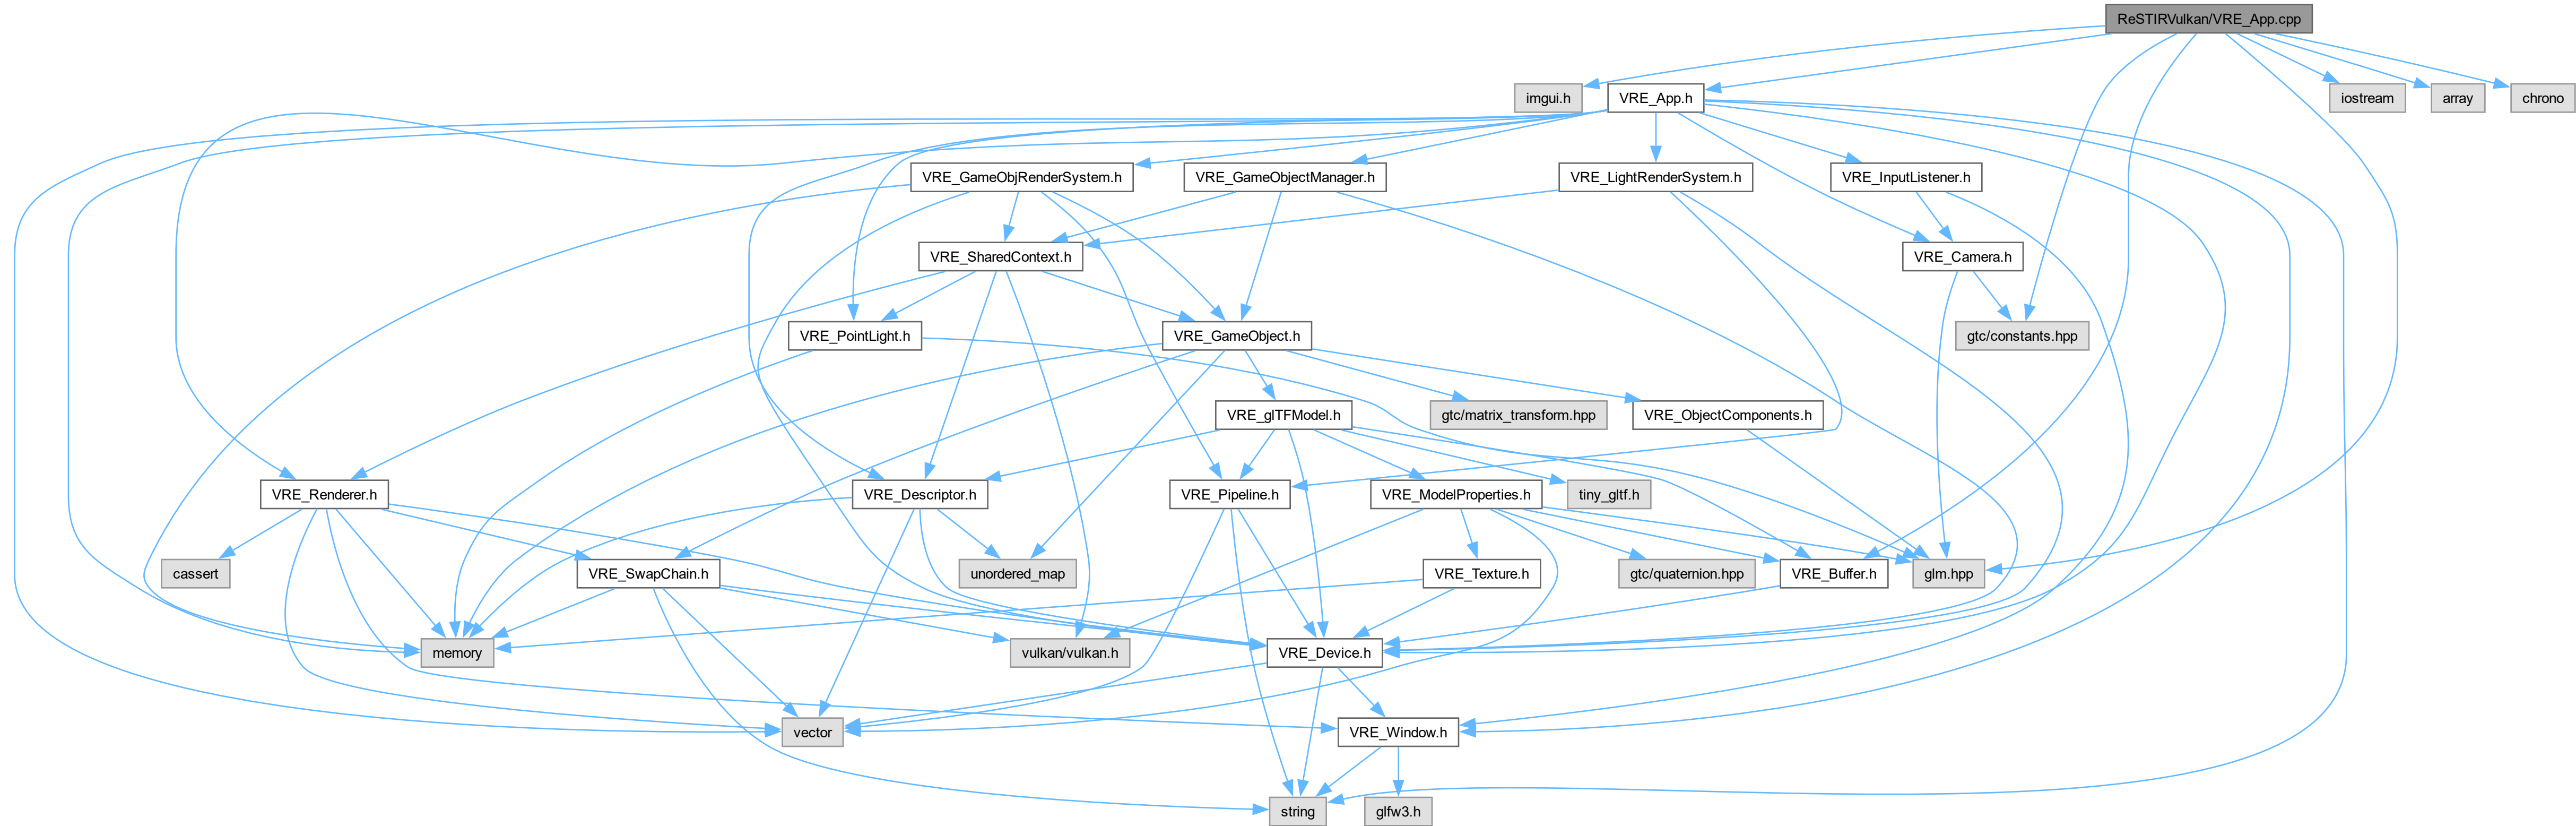 ReSTIRVulkan/VRE_App.cpp
imgui.h
VRE_App.h
iostream
array
chrono
VRE_GameObjRenderSystem.h
VRE_GameObjectManager.h
VRE_LightRenderSystem.h
VRE_InputListener.h
VRE_SharedContext.h
VRE_Camera.h
VRE_PointLight.h
VRE_GameObject.h
gtc/constants.hpp
VRE_glTFModel.h
gtc/matrix_transform.hpp
VRE_ObjectComponents.h
VRE_Renderer.h
VRE_Descriptor.h
VRE_Pipeline.h
VRE_ModelProperties.h
tiny_gltf.h
cassert
VRE_SwapChain.h
unordered_map
VRE_Texture.h
gtc/quaternion.hpp
VRE_Buffer.h
glm.hpp
memory
vulkan/vulkan.h
VRE_Device.h
vector
VRE_Window.h
string
glfw3.h